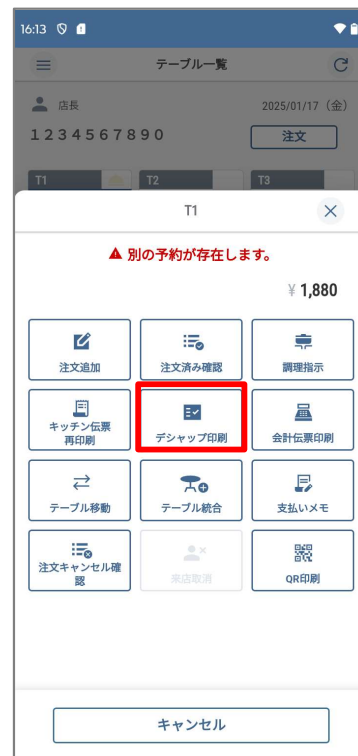 16:13
テーブル一覧
店長 2025/01/17（金）
1234567890 注文
T1 T2 T3
T1
別の予約が存在します。
¥ 1,880
注文追加 注文済み確認 調理指示
キッチン伝票
再印刷 デシャップ印刷 会計伝票印刷
テーブル移動 テーブル統合 支払いメモ
注文キャンセル確
認 来店取消 QR印刷
キャンセル